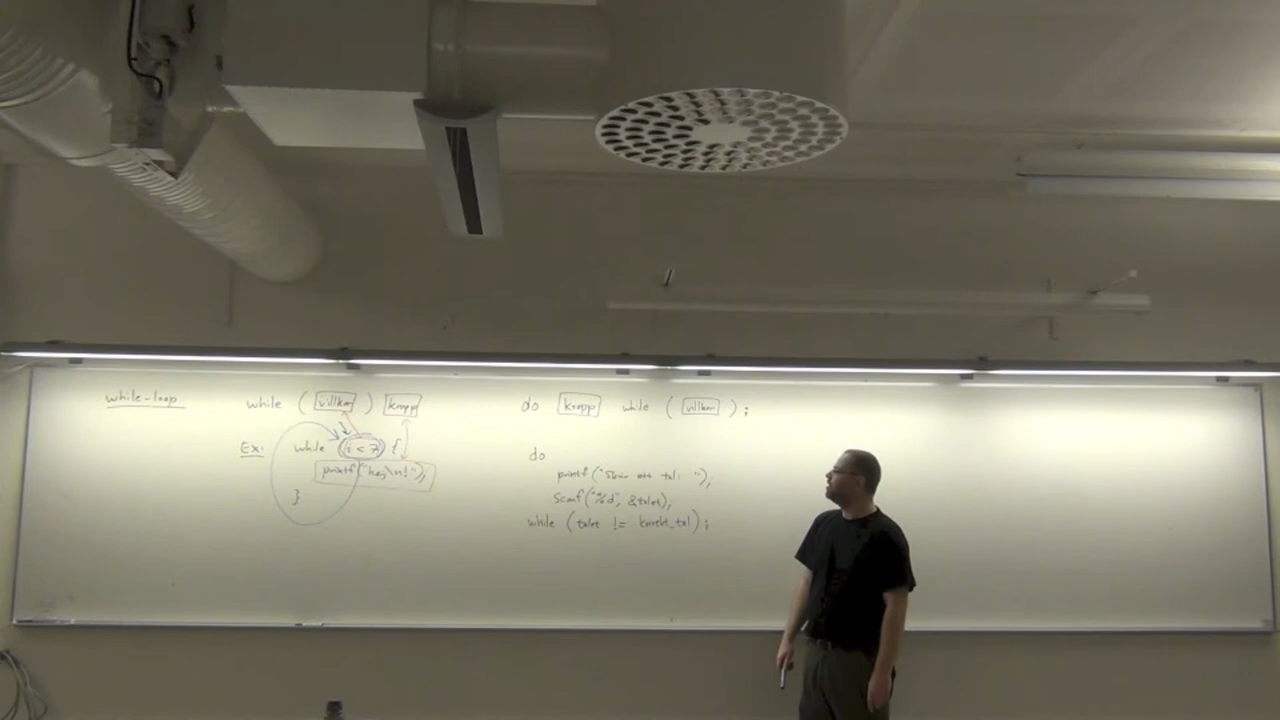 while-loop
while ( villkor ) kropp
Ex: while (i < 7) {
printf("hej\n!");
}
do kropp while ( villkor ) ;
do
printf("Skriv ett tal: ");
scanf("%d", &talet);
while (talet != korrekt_tal);